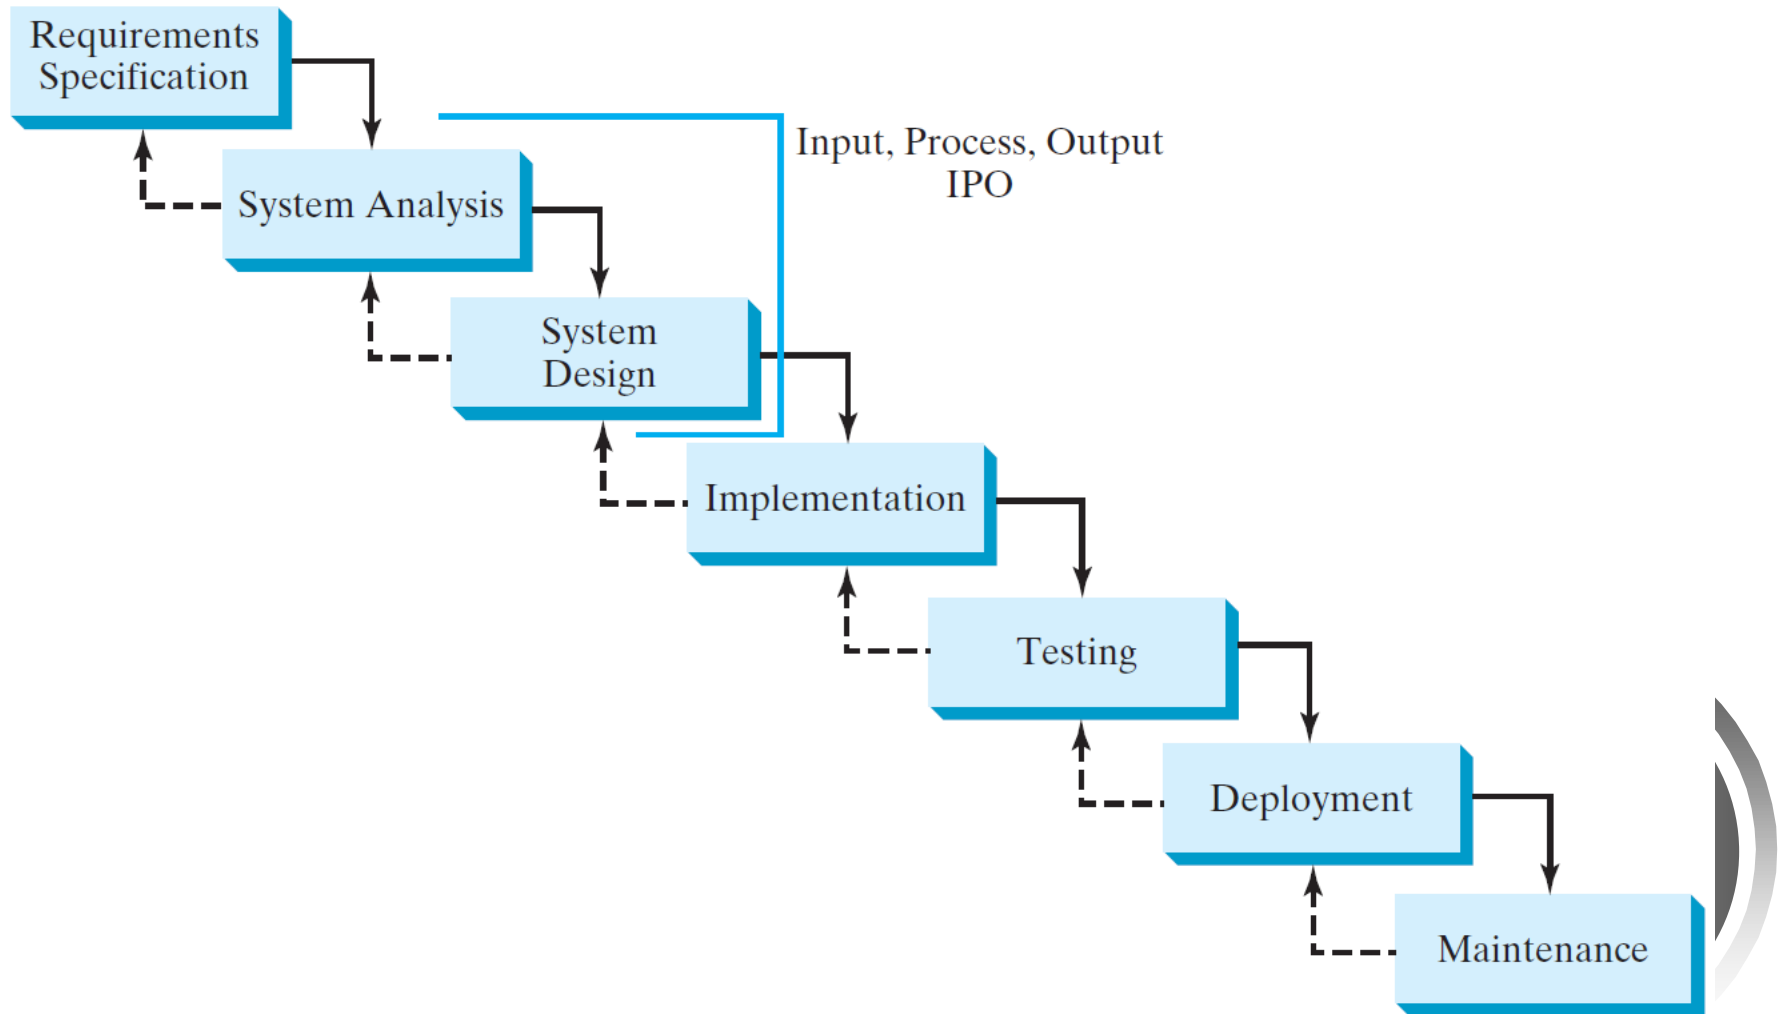 Requirements
Specification
Input, Process, Output
IPO
System Analysis
System
Design
Implementation
Testing
Deployment
Maintenance